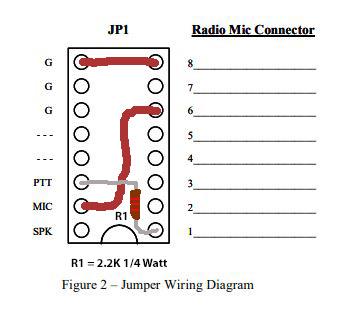 JP1 Radio Mic Connector
G 8
G 7
G 6
--- 5
--- 4
PTT 3
MIC 2
R1
SPK 1
R1 = 2.2K 1/4 Watt
Figure 2 – Jumper Wiring Diagram